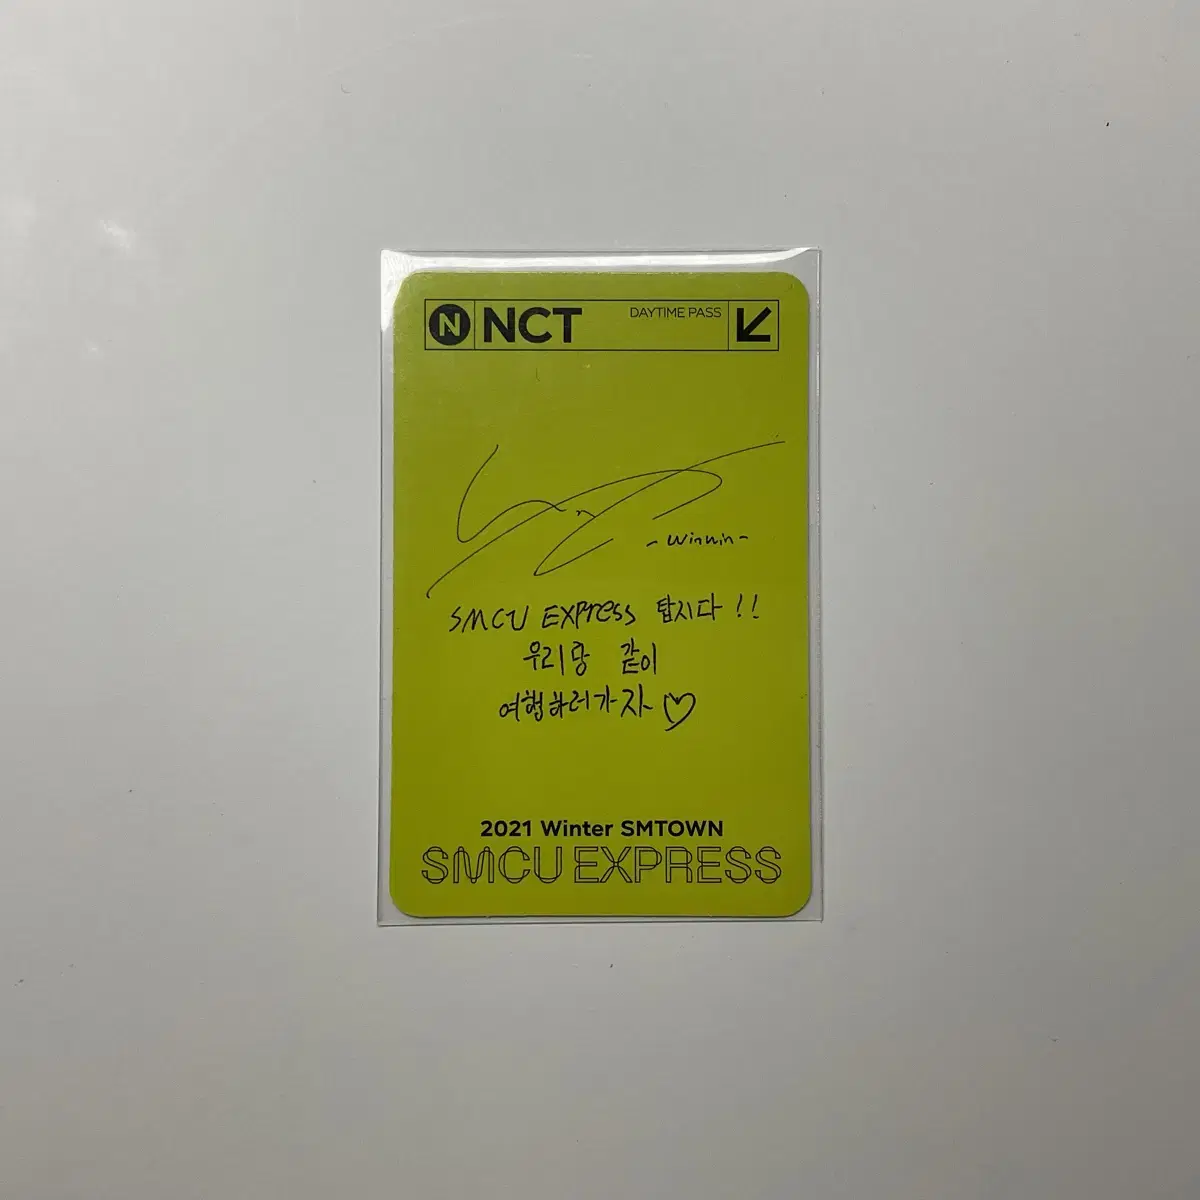 N NCT DAYTIME PASS
- winwin -
SMCU EXPress 탑시다 !!
우리랑 같이
여행하러가자♡
2021 Winter SMTOWN
SMCU EXPRESS